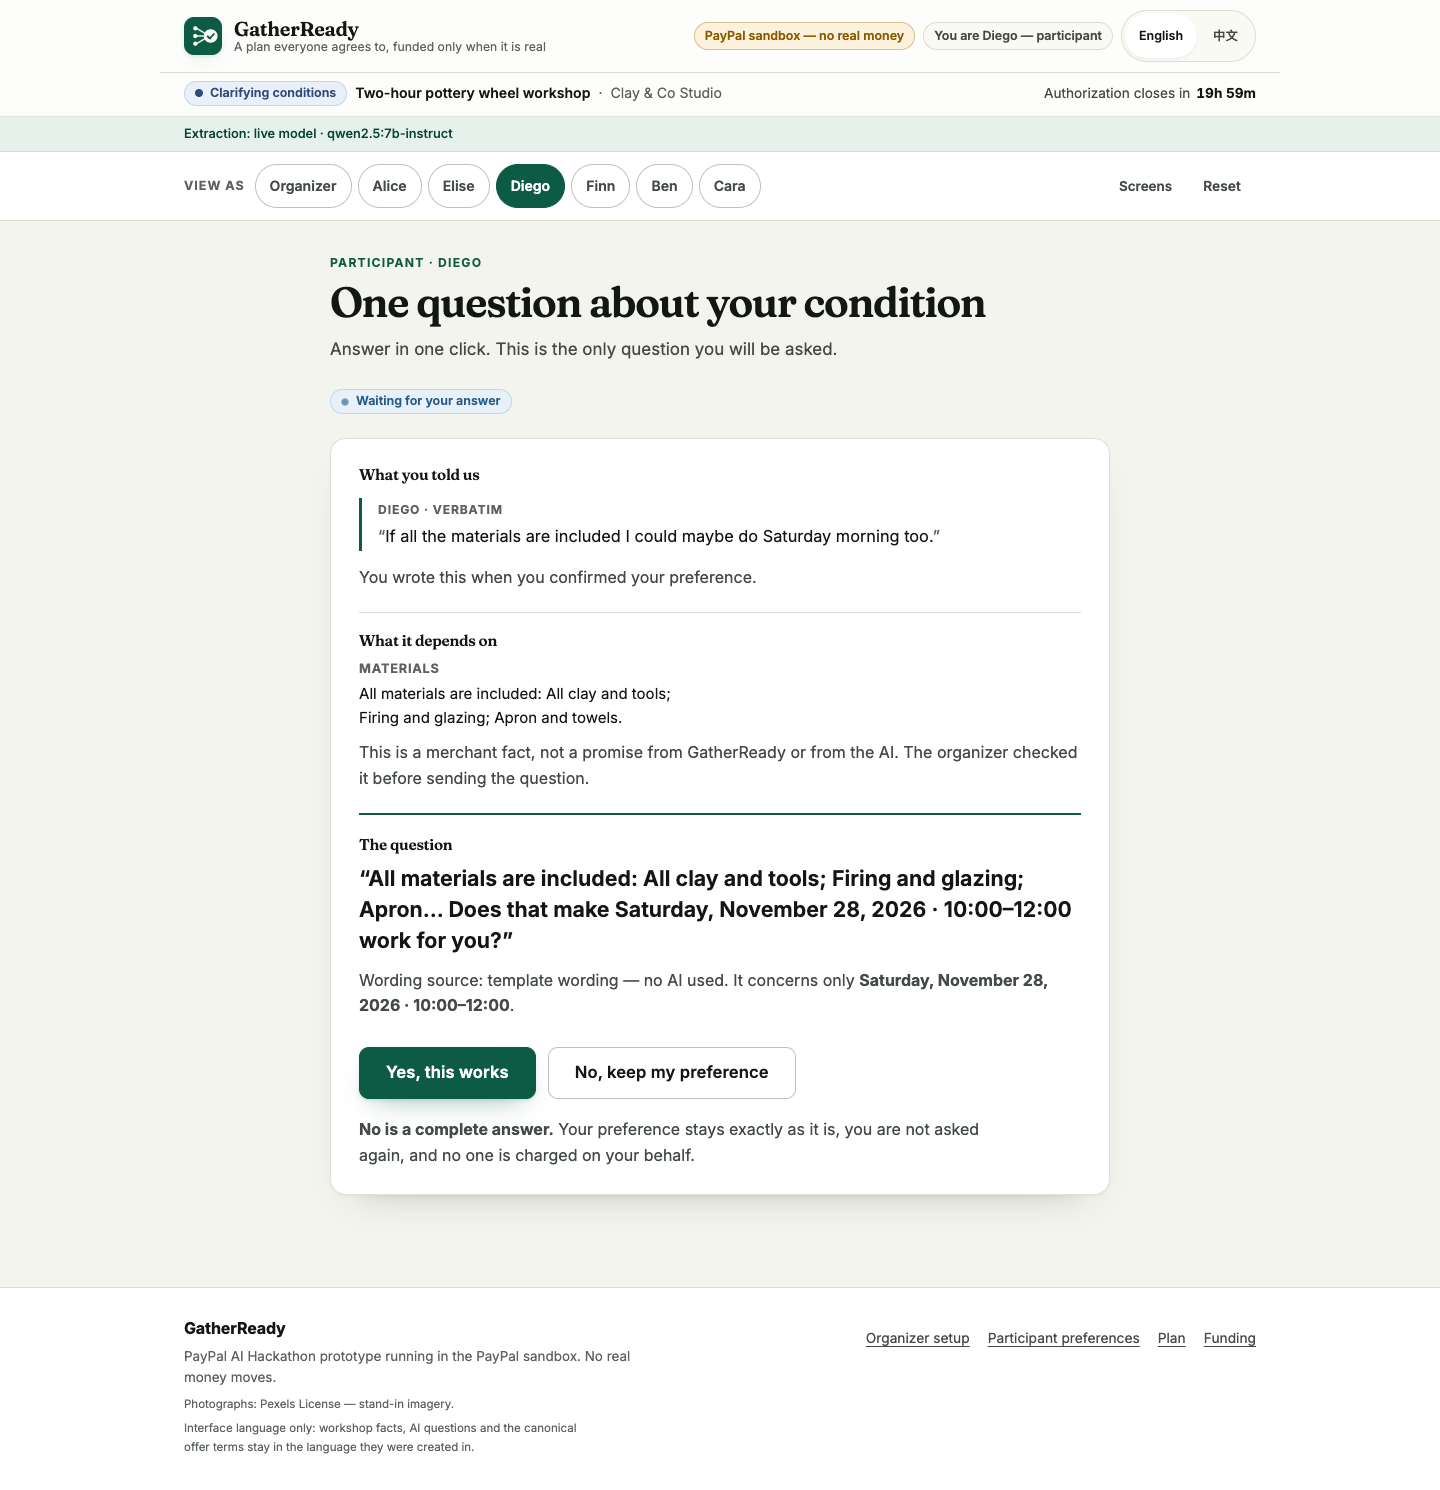 GatherReady
A plan everyone agrees to, funded only when it is real
PayPal sandbox — no real money
You are Diego — participant
English
中文
Clarifying conditions
Two-hour pottery wheel workshop · Clay & Co Studio
Authorization closes in 19h 59m
Extraction: live model · qwen2.5:7b-instruct
VIEW AS
Organizer
Alice
Elise
Diego
Finn
Ben
Cara
Screens
Reset
PARTICIPANT · DIEGO
One question about your condition
Answer in one click. This is the only question you will be asked.
Waiting for your answer
What you told us
DIEGO · VERBATIM
“If all the materials are included I could maybe do Saturday morning too.”
You wrote this when you confirmed your preference.
What it depends on
MATERIALS
All materials are included: All clay and tools;
Firing and glazing; Apron and towels.
This is a merchant fact, not a promise from GatherReady or from the AI. The organizer checked
it before sending the question.
The question
“All materials are included: All clay and tools; Firing and glazing;
Apron… Does that make Saturday, November 28, 2026 · 10:00–12:00
work for you?”
Wording source: template wording — no AI used. It concerns only Saturday, November 28,
2026 · 10:00–12:00.
Yes, this works
No, keep my preference
No is a complete answer. Your preference stays exactly as it is, you are not asked
again, and no one is charged on your behalf.
GatherReady
PayPal AI Hackathon prototype running in the PayPal sandbox. No real
money moves.
Photographs: Pexels License — stand-in imagery.
Interface language only: workshop facts, AI questions and the canonical
offer terms stay in the language they were created in.
Organizer setup
Participant preferences
Plan
Funding